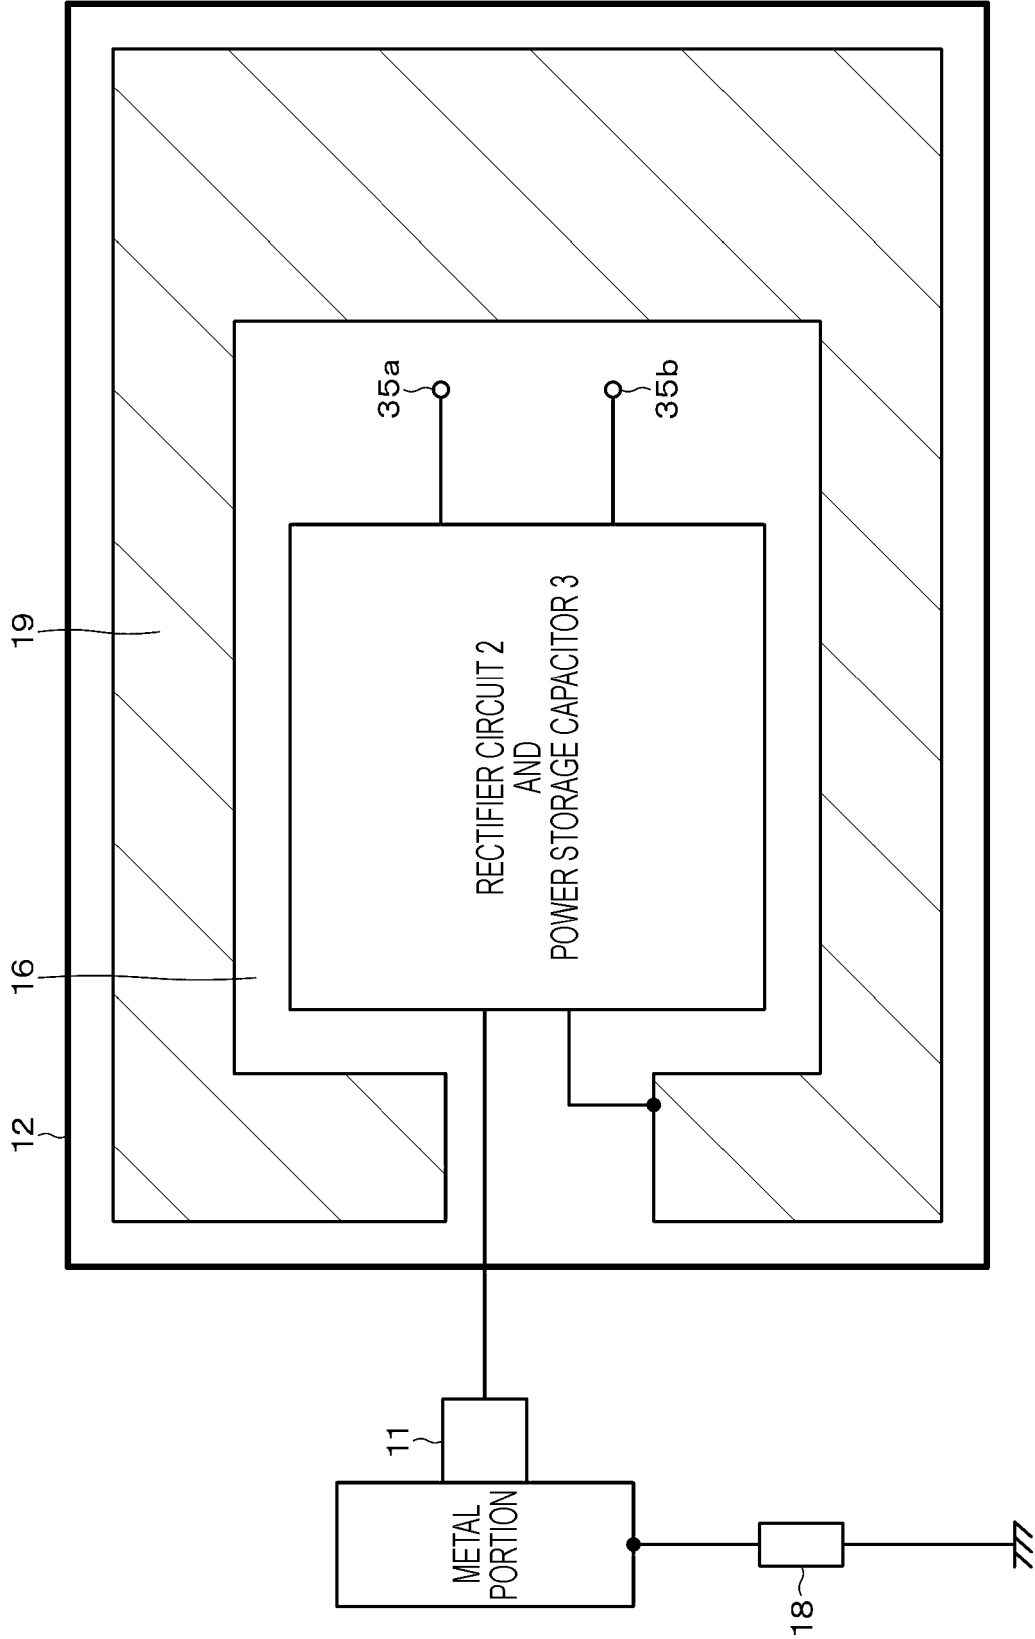 12
16
19
35a
35b
RECTIFIER CIRCUIT 2
AND
POWER STORAGE CAPACITOR 3
11
METAL
PORTION
18